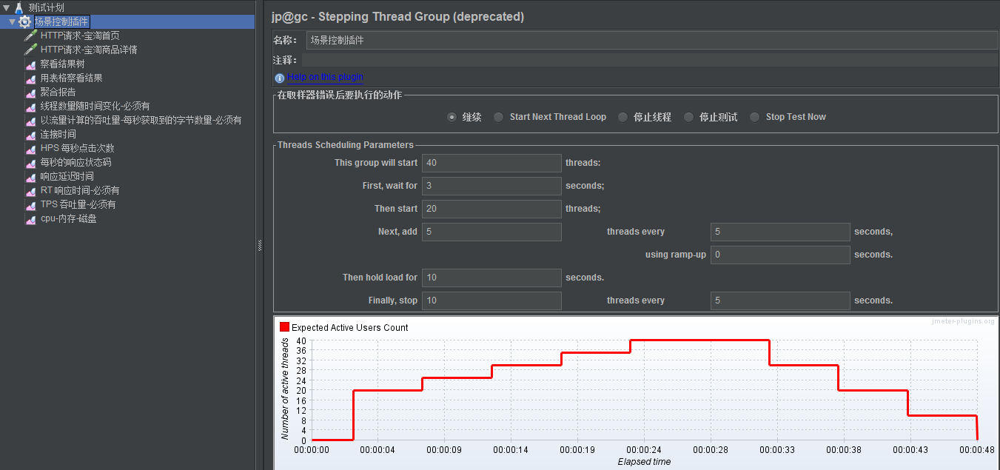 测试计划
场景控制插件
HTTP请求-宝淘首页
HTTP请求-宝淘商品详情
察看结果树
用表格察看结果
聚合报告
线程数量随时间变化-必须有
以流量计算的吞吐量-每秒获取到的字节数量-必须有
连接时间
HPS 每秒点击次数
每秒的响应状态码
响应延迟时间
RT 响应时间-必须有
TPS 吞吐量-必须有
cpu-内存-磁盘
jp@gc - Stepping Thread Group (deprecated)
名称： 场景控制插件
注释：
Help on this plugin
在取样器错误后要执行的动作
继续 Start Next Thread Loop 停止线程 停止测试 Stop Test Now
Threads Scheduling Parameters
This group will start 40 threads:
First, wait for 3 seconds;
Then start 20 threads;
Next, add 5 threads every 5 seconds,
using ramp-up 0 seconds.
Then hold load for 10 seconds.
Finally, stop 10 threads every 5 seconds.
jmeter-plugins.org
Expected Active Users Count
Number of active threads
40
36
32
28
24
20
16
12
8
4
0
00:00:00 00:00:04 00:00:09 00:00:14 00:00:19 00:00:24 00:00:28 00:00:33 00:00:38 00:00:43 00:00:48
Elapsed time